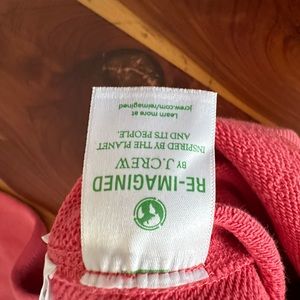 RE-IMAGINED
BY J.CREW
INSPIRED BY THE PLANET
AND ITS PEOPLE.
Learn more at
jcrew.com/reimagined